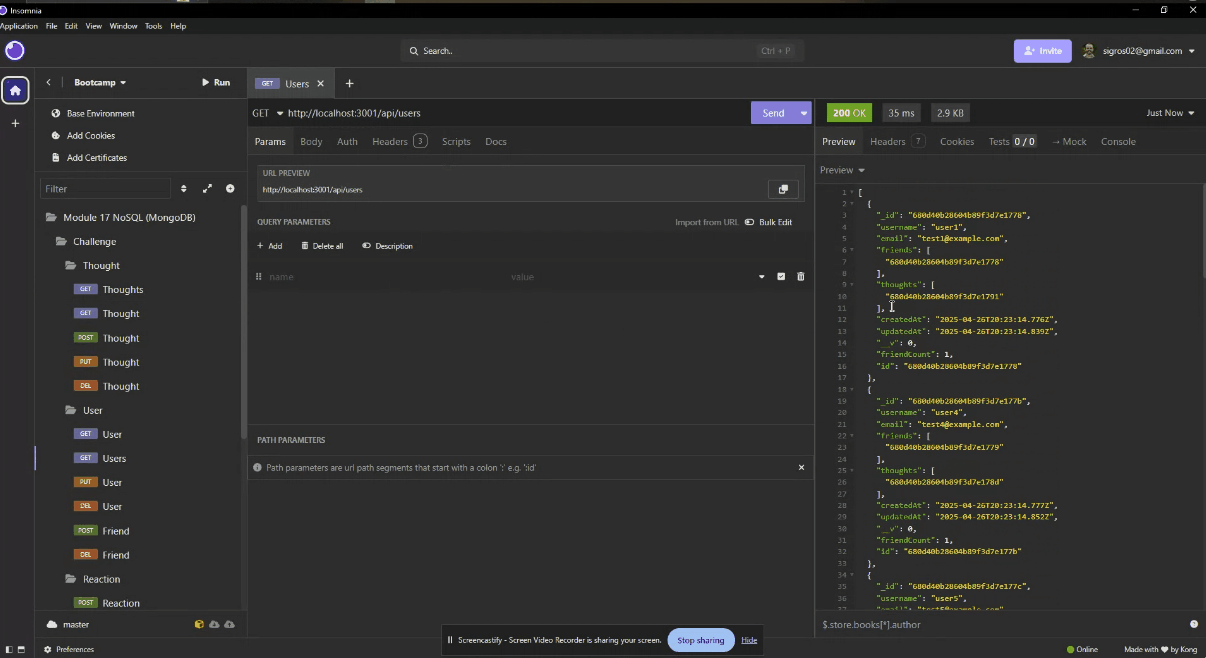 Insomnia
Application File Edit View Window Tools Help
Search.. Ctrl + P
Invite
sigros02@gmail.com
Bootcamp
Run
GET Users
Base Environment
Add Cookies
Add Certificates
Filter
Module 17 NoSQL (MongoDB)
Challenge
Thought
GET Thoughts
GET Thought
POST Thought
PUT Thought
DEL Thought
User
GET User
GET Users
PUT User
DEL User
POST Friend
DEL Friend
Reaction
POST Reaction
master
Preferences
GET http://localhost:3001/api/users
Send
Params Body Auth Headers 3 Scripts Docs
URL PREVIEW
http://localhost:3001/api/users
QUERY PARAMETERS
Import from URL Bulk Edit
Add Delete all Description
name value
PATH PARAMETERS
Path parameters are url path segments that start with a colon ':' e.g. ':id'
200 OK 35 ms 2.9 KB Just Now
Preview Headers 7 Cookies Tests 0 / 0 → Mock Console
Preview
1 [
2 {
3 "_id": "680d40b28604b89f3d7e1778",
4 "username": "user1",
5 "email": "test1@example.com",
6 "friends": [
7 "680d40b28604b89f3d7e1778"
8 ],
9 "thoughts": [
10 "680d40b28604b89f3d7e1791"
11 ],
12 "createdAt": "2025-04-26T20:23:14.776Z",
13 "updatedAt": "2025-04-26T20:23:14.839Z",
14 "__v": 0,
15 "friendCount": 1,
16 "id": "680d40b28604b89f3d7e1778"
17 },
18 {
19 "_id": "680d40b28604b89f3d7e177b",
20 "username": "user4",
21 "email": "test4@example.com",
22 "friends": [
23 "680d40b28604b89f3d7e1779"
24 ],
25 "thoughts": [
26 "680d40b28604b89f3d7e178d"
27 ],
28 "createdAt": "2025-04-26T20:23:14.777Z",
29 "updatedAt": "2025-04-26T20:23:14.852Z",
30 "__v": 0,
31 "friendCount": 1,
32 "id": "680d40b28604b89f3d7e177b"
33 },
34 {
35 "_id": "680d40b28604b89f3d7e177c",
36 "username": "user5",
$.store.books[*].author
Screencastify - Screen Video Recorder is sharing your screen. Stop sharing Hide
Online Made with by Kong